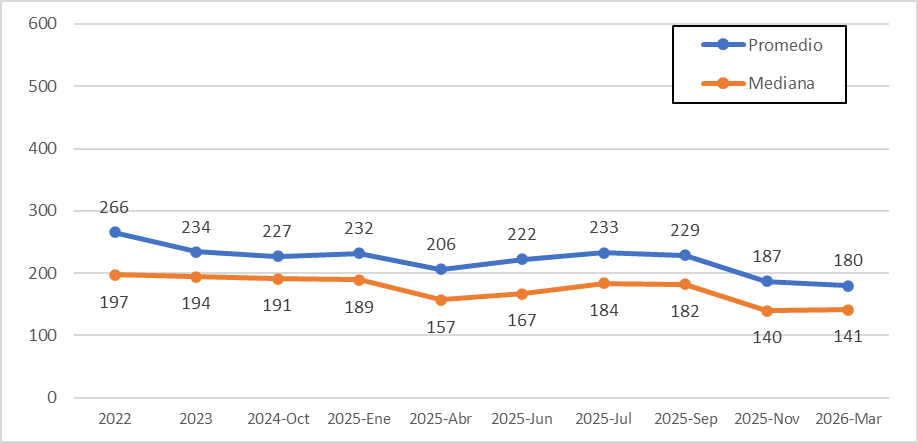 600
500
400
300
200
100
0
Promedio
Mediana
266 234 227 232 206 222 233 229 187 180
197 194 191 189 157 167 184 182 140 141
2022 2023 2024-Oct 2025-Ene 2025-Abr 2025-Jun 2025-Jul 2025-Sep 2025-Nov 2026-Mar